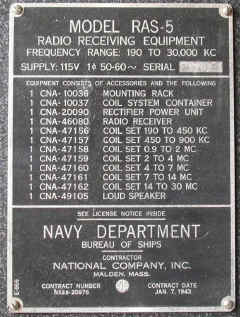 MODEL RAS-5
RADIO RECEIVING EQUIPMENT
FREQUENCY RANGE: 190 TO 30,000 KC
SUPPLY: 115V 1ϕ 50-60~ SERIAL
EQUIPMENT CONSISTS OF ACCESSORIES AND THE FOLLOWING
1 CNA-10036 MOUNTING RACK
1 CNA-10037 COIL SYSTEM CONTAINER
1 CNA-20090 RECTIFIER POWER UNIT
1 CNA-46080 RADIO RECEIVER
1 CNA-47156 COIL SET 190 TO 450 KC
1 CNA-47157 COIL SET 450 TO 900 KC
1 CNA-47158 COIL SET 0.9 TO 2 MC
1 CNA-47159 COIL SET 2 TO 4 MC
1 CNA-47160 COIL SET 4 TO 7 MC
1 CNA-47161 COIL SET 7 TO 14 MC
1 CNA-47162 COIL SET 14 TO 30 MC
1 CNA-49105 LOUD SPEAKER
SEE LICENSE NOTICE INSIDE
NAVY DEPARTMENT
BUREAU OF SHIPS
CONTRACTOR
NATIONAL COMPANY, INC.
MALDEN, MASS.
CONTRACT NUMBER
CONTRACT DATE
JAN 7, 1943